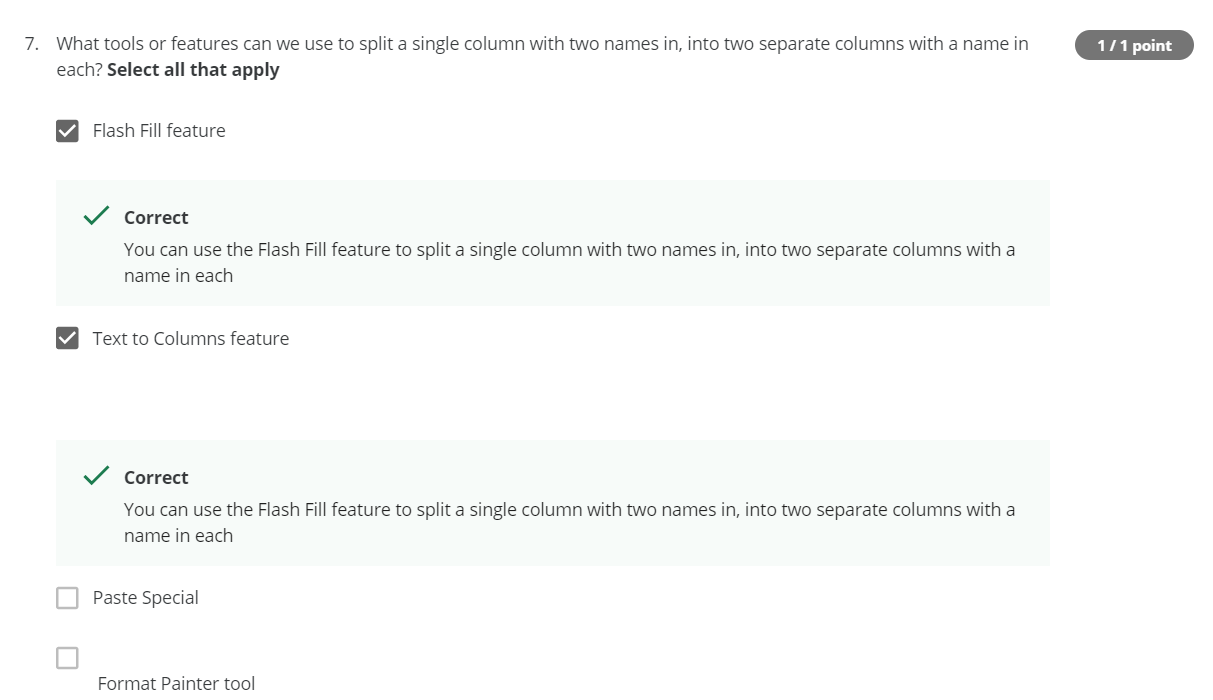 7. What tools or features can we use to split a single column with two names in, into two separate columns with a name in
1 / 1 point
each? Select all that apply
Flash Fill feature
Correct
You can use the Flash Fill feature to split a single column with two names in, into two separate columns with a
name in each
Text to Columns feature
Correct
You can use the Flash Fill feature to split a single column with two names in, into two separate columns with a
name in each
Paste Special
Format Painter tool